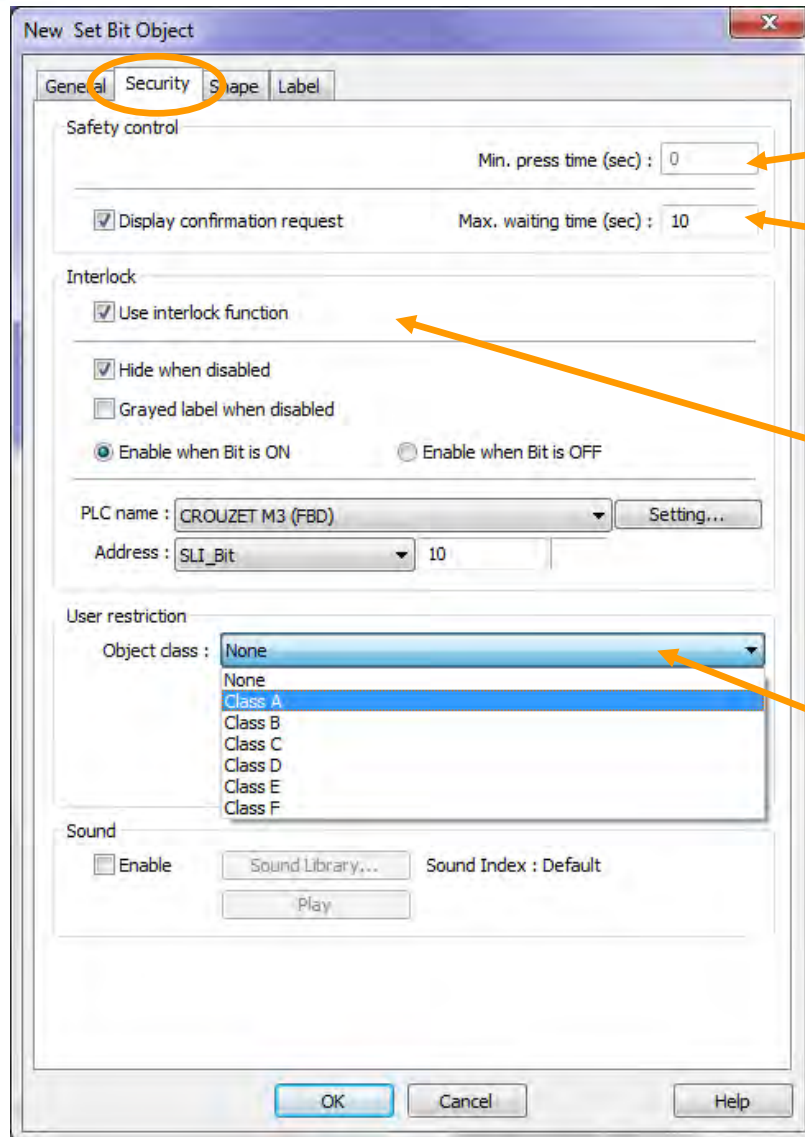 New Set Bit Object
General Security Shape Label
Safety control
Min. press time (sec) : 0
Display confirmation request Max. waiting time (sec) : 10
Interlock
Use interlock function
Hide when disabled
Grayed label when disabled
Enable when Bit is ON Enable when Bit is OFF
PLC name : CROUZET M3 (FBD) Setting...
Address : SLI_Bit 10
User restriction
Object class : None
None
Class A
Class B
Class C
Class D
Class E
Class F
Sound
Enable Sound Library... Sound Index : Default
Play
OK Cancel Help